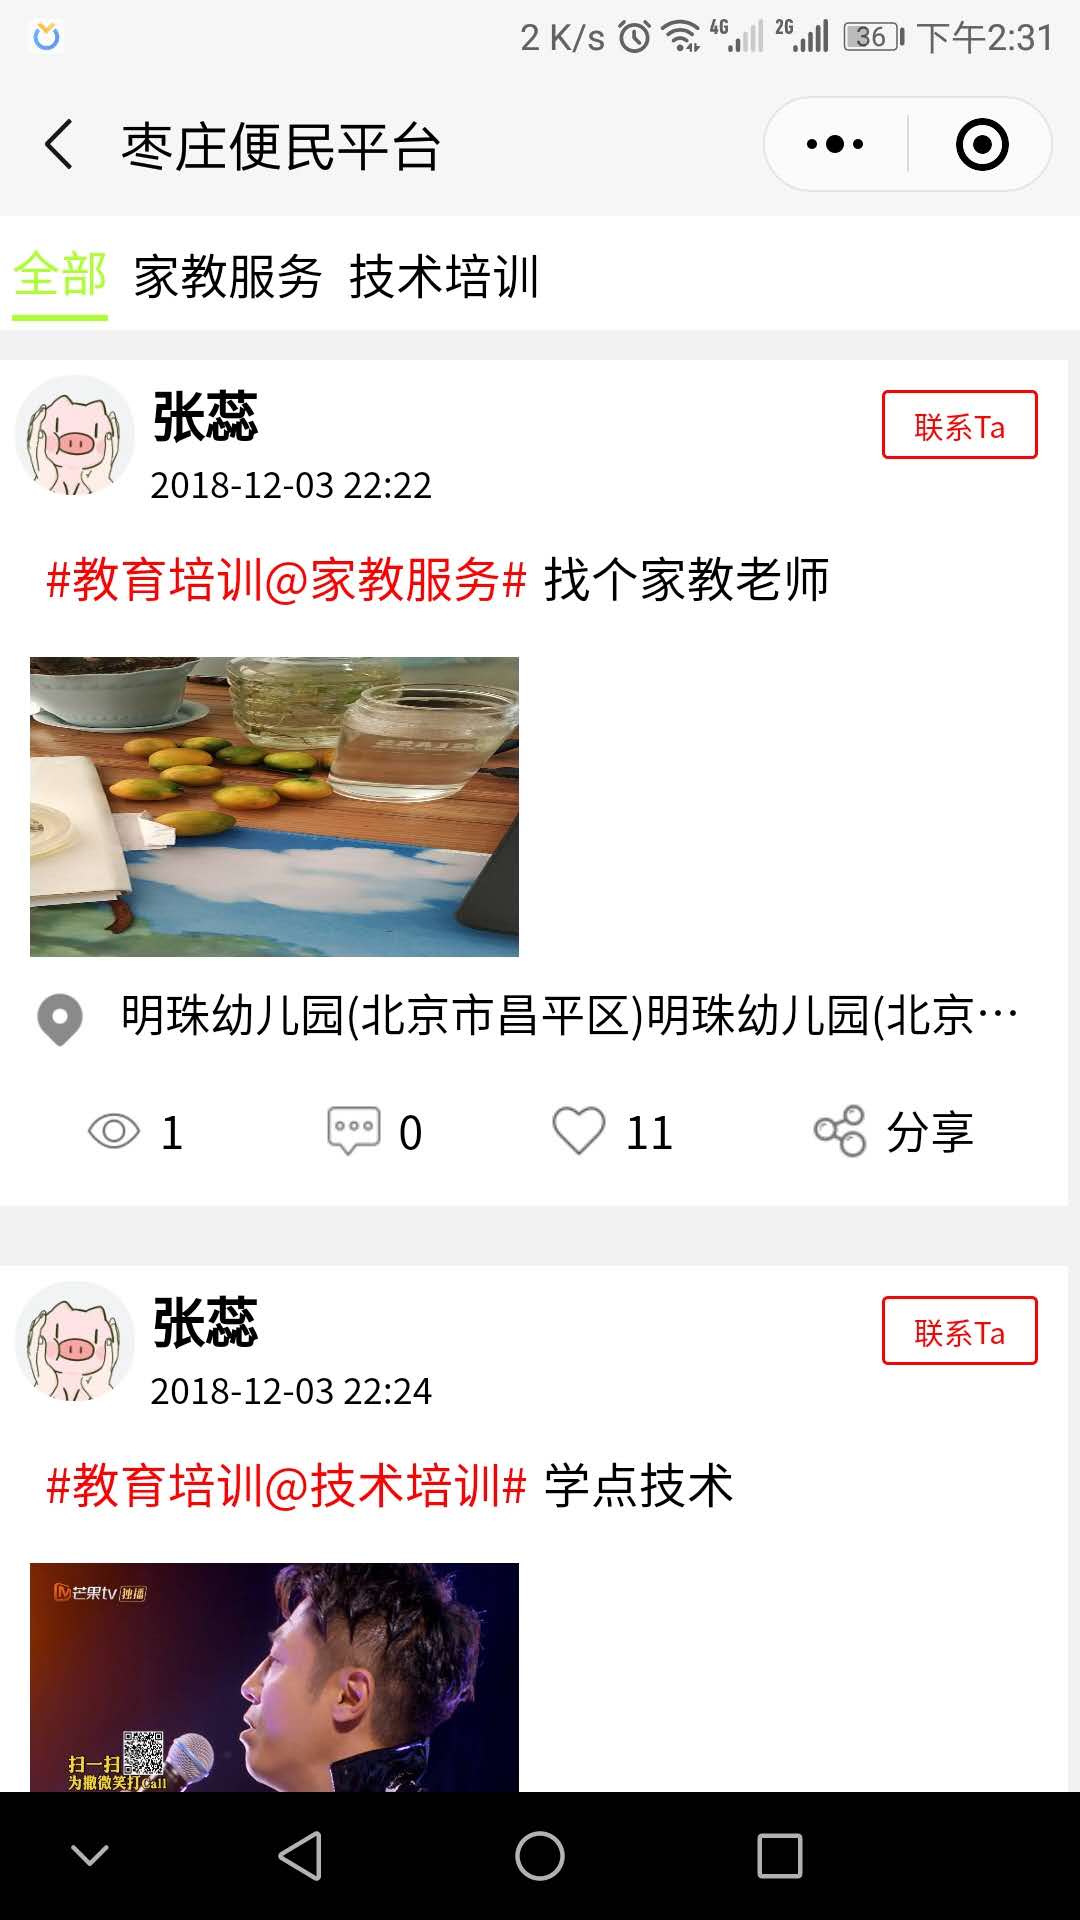 2 K/s 4G 2G 36 下午2:31
枣庄便民平台
全部 家教服务 技术培训
张蕊
联系Ta
2018-12-03 22:22
#教育培训@家教服务# 找个家教老师
明珠幼儿园(北京市昌平区)明珠幼儿园(北京…
1 0 11 分享
张蕊
联系Ta
2018-12-03 22:24
#教育培训@技术培训# 学点技术
芒果tv 独播
扫一扫
为撒微笑打Call